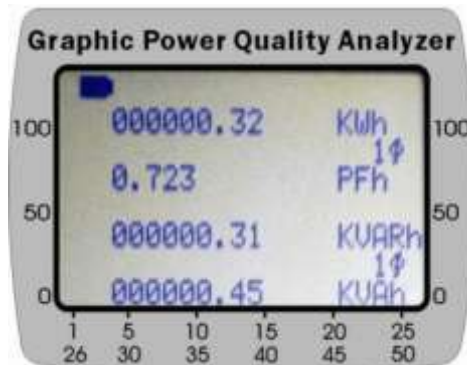 Graphic Power Quality Analyzer
000000.32 KWh
100 100
1ϕ
0.723 PFh
50 50
000000.31 KVARh
1ϕ
0 000000.45 KVAh 0
1 5 10 15 20 25
26 30 35 40 45 50